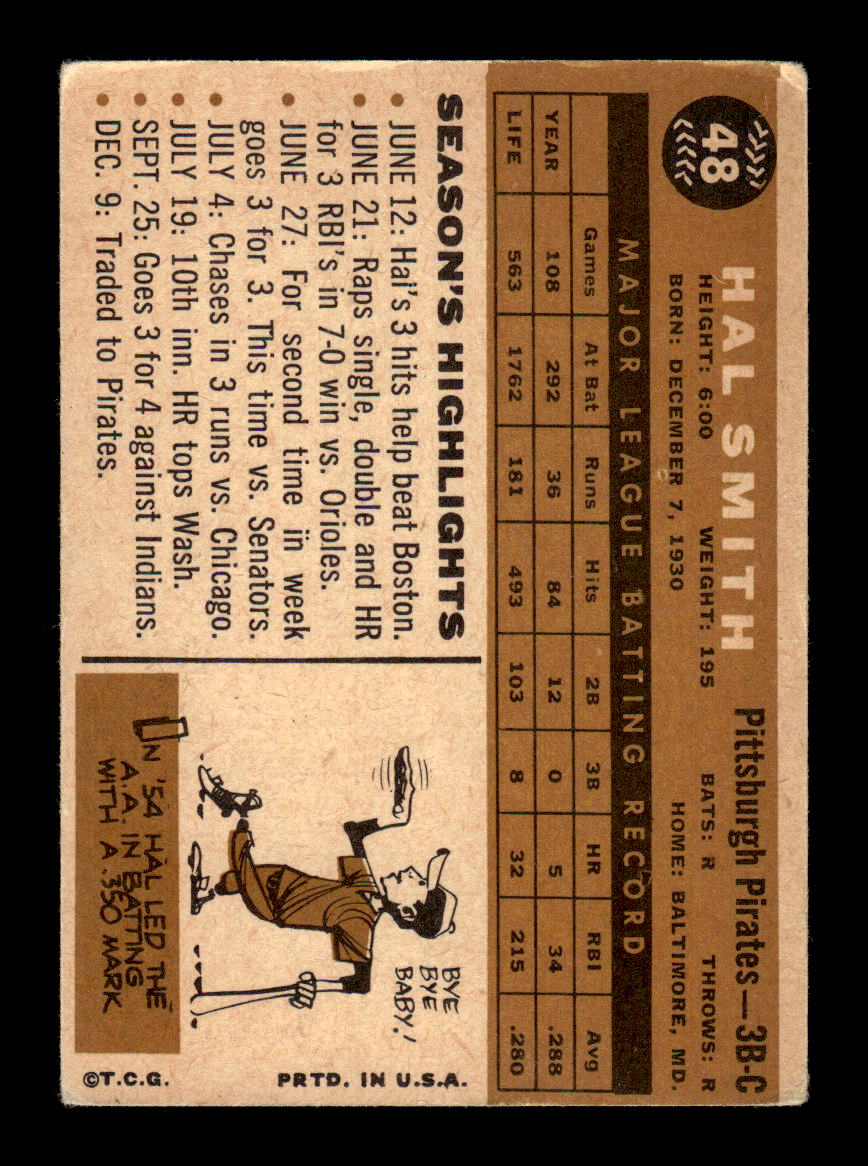 48
HAL SMITH
Pittsburgh Pirates—3B-C
HEIGHT: 6:00 WEIGHT: 195 BATS: R THROWS: R
BORN: DECEMBER 7, 1930 HOME: BALTIMORE, MD.
MAJOR LEAGUE BATTING RECORD
Games At Bat Runs Hits 2B 3B HR RBI Avg
YEAR 108 292 36 84 12 0 5 34 .288
LIFE 563 1762 181 493 103 8 32 215 .280
SEASON'S HIGHLIGHTS
• JUNE 12: Hal's 3 hits help beat Boston.
• JUNE 21: Raps single, double and HR
for 3 RBI's in 7-0 win vs. Orioles.
• JUNE 27: For second time in week
goes 3 for 3. This time vs. Senators.
• JULY 4: Chases in 3 runs vs. Chicago.
• JULY 19: 10th inn. HR tops Wash.
• SEPT. 25: Goes 3 for 4 against Indians.
• DEC. 9: Traded to Pirates.
BYE
BYE
BABY!
IN '54 HAL LED THE
A.A. IN BATTING
WITH A .350 MARK
©T.C.G. PRTD. IN U.S.A.